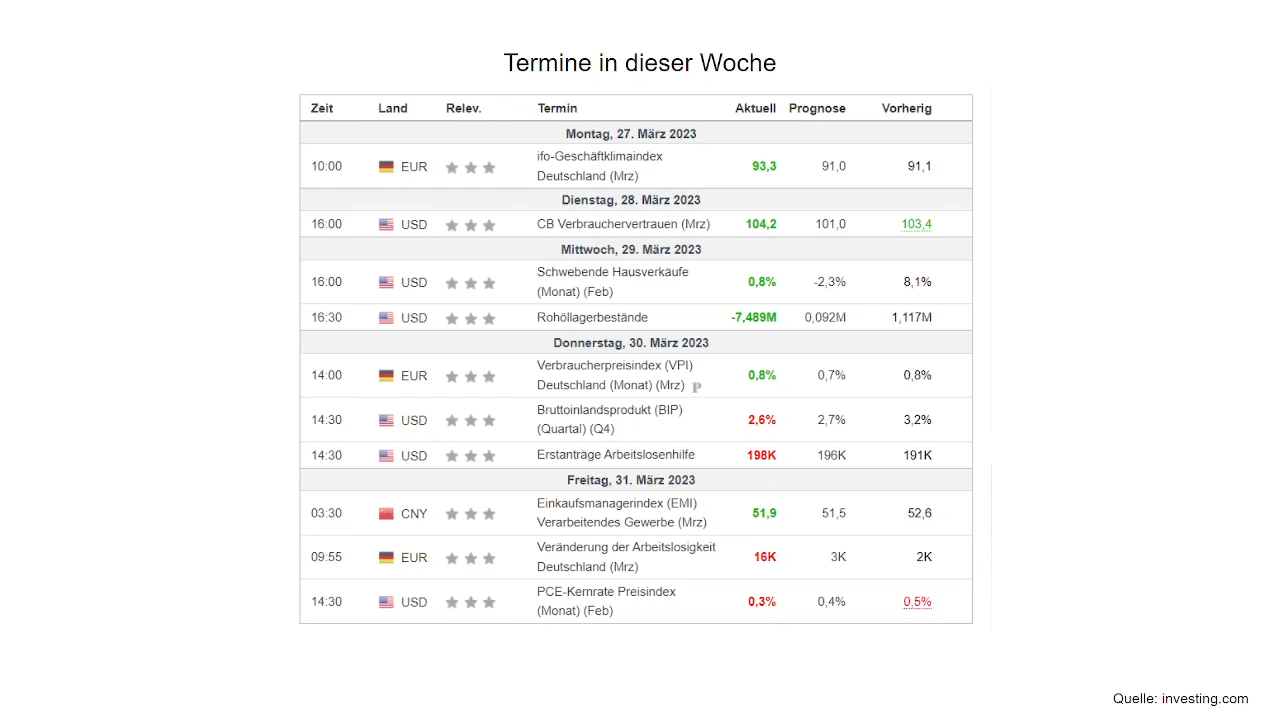 Termine in dieser Woche
Zeit Land Relev. Termin Aktuell Prognose Vorherig
Montag, 27. März 2023
ifo-Geschäftklimaindex
10:00 EUR 93,3 91,0 91,1
Deutschland (Mrz)
Dienstag, 28. März 2023
16:00 USD CB Verbrauchervertrauen (Mrz) 104,2 101,0 103,4
Mittwoch, 29. März 2023
Schwebende Hausverkäufe
16:00 USD 0,8% -2,3% 8,1%
(Monat) (Feb)
16:30 USD Rohöllagerbestände -7,489M 0,092M 1,117M
Donnerstag, 30. März 2023
Verbraucherpreisindex (VPI)
14:00 EUR 0,8% 0,7% 0,8%
Deutschland (Monat) (Mrz) P
Bruttoinlandsprodukt (BIP)
14:30 USD 2,6% 2,7% 3,2%
(Quartal) (Q4)
14:30 USD Erstanträge Arbeitslosenhilfe 198K 196K 191K
Freitag, 31. März 2023
Einkaufsmanagerindex (EMI)
03:30 CNY 51,9 51,5 52,6
Verarbeitendes Gewerbe (Mrz)
Veränderung der Arbeitslosigkeit
09:55 EUR 16K 3K 2K
Deutschland (Mrz)
PCE-Kernrate Preisindex
14:30 USD 0,3% 0,4% 0,5%
(Monat) (Feb)
Quelle: investing.com